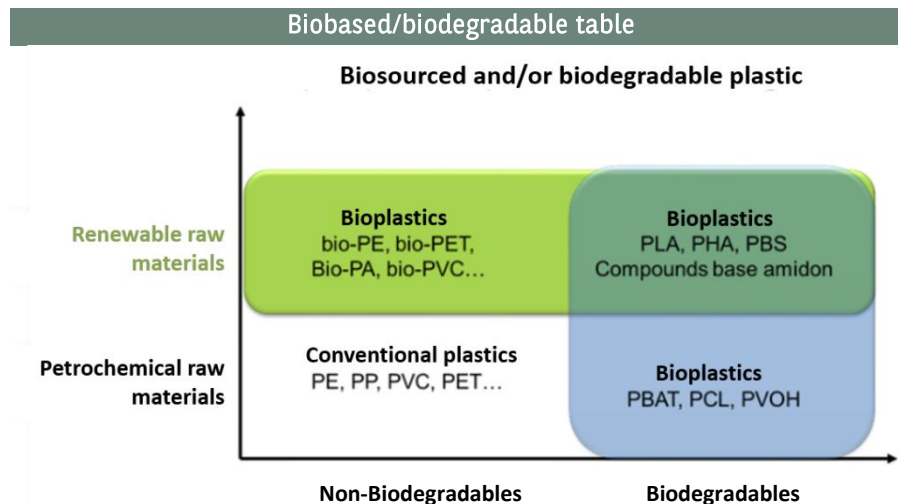 Biobased/biodegradable table
Biosourced and/or biodegradable plastic
Renewable raw
materials
Bioplastics
bio-PE, bio-PET,
Bio-PA, bio-PVC...
Bioplastics
PLA, PHA, PBS
Compounds base amidon
Petrochemical raw
materials
Conventional plastics
PE, PP, PVC, PET...
Bioplastics
PBAT, PCL, PVOH
Non-Biodegradables
Biodegradables